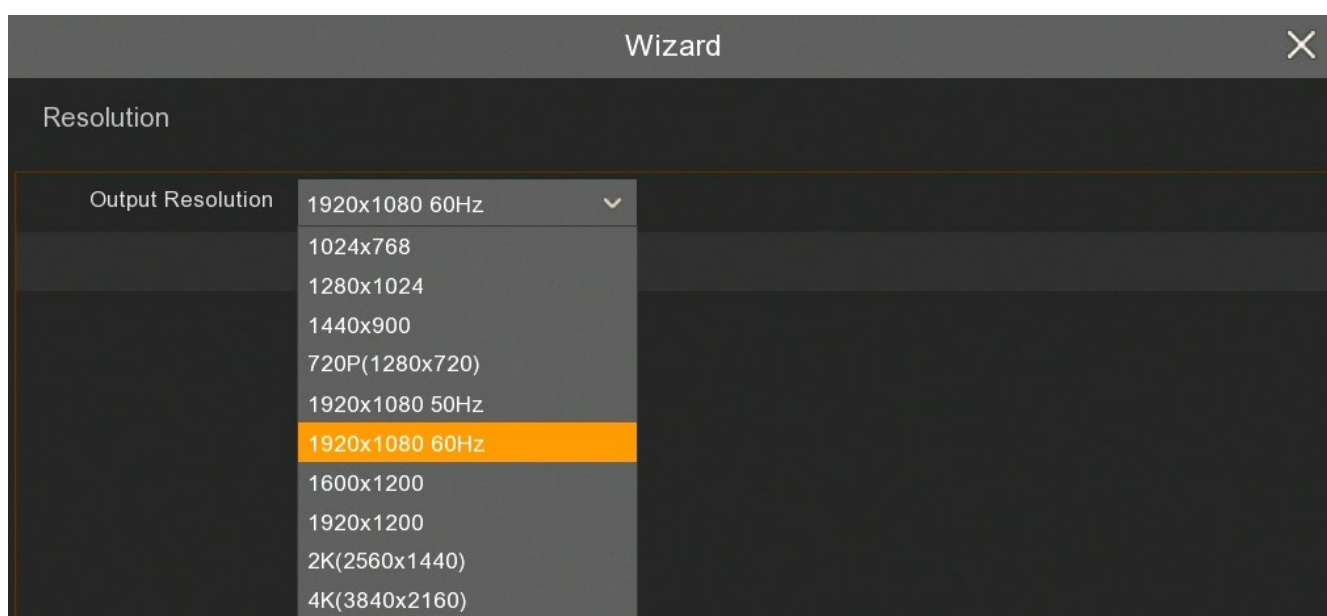 Wizard
Resolution
Output Resolution 1920x1080 60Hz
1024x768
1280x1024
1440x900
720P(1280x720)
1920x1080 50Hz
1920x1080 60Hz
1600x1200
1920x1200
2K(2560x1440)
4K(3840x2160)